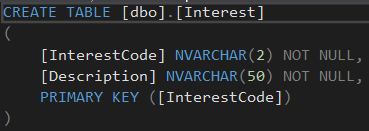 CREATE TABLE [dbo].[Interest]
(
    [InterestCode] NVARCHAR(2) NOT NULL,
    [Description] NVARCHAR(50) NOT NULL,
    PRIMARY KEY ([InterestCode])
)